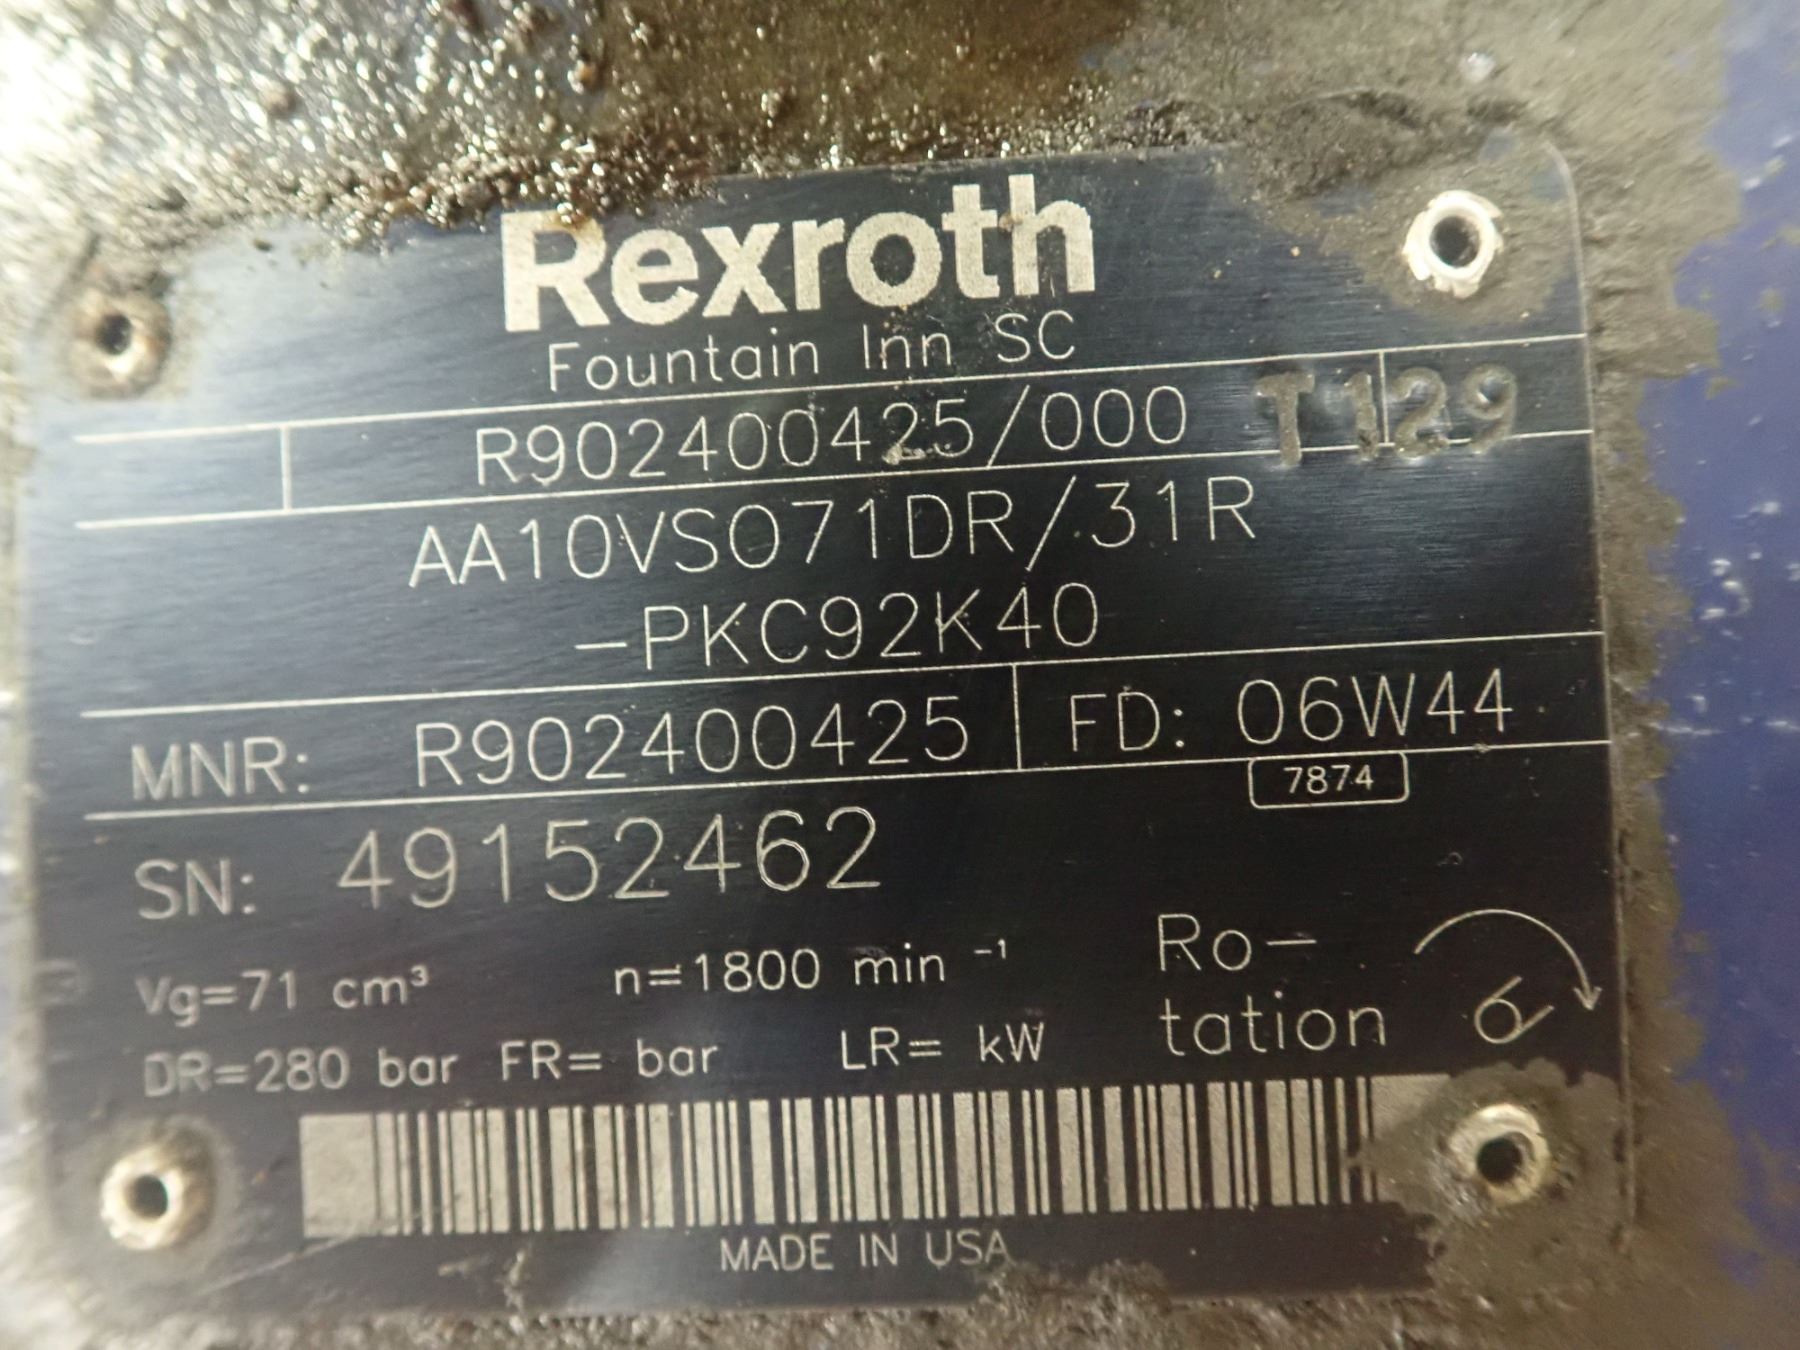 Rexroth
Fountain Inn SC
R902400425/000 T129
AA10VSO71DR/31R
-PKC92K40
MNR: R902400425 FD: 06W44
7874
SN: 49152462
Vg=71 cm³ n=1800 min ⁻¹ Ro-
tation
DR=280 bar FR= bar LR= kW
MADE IN USA